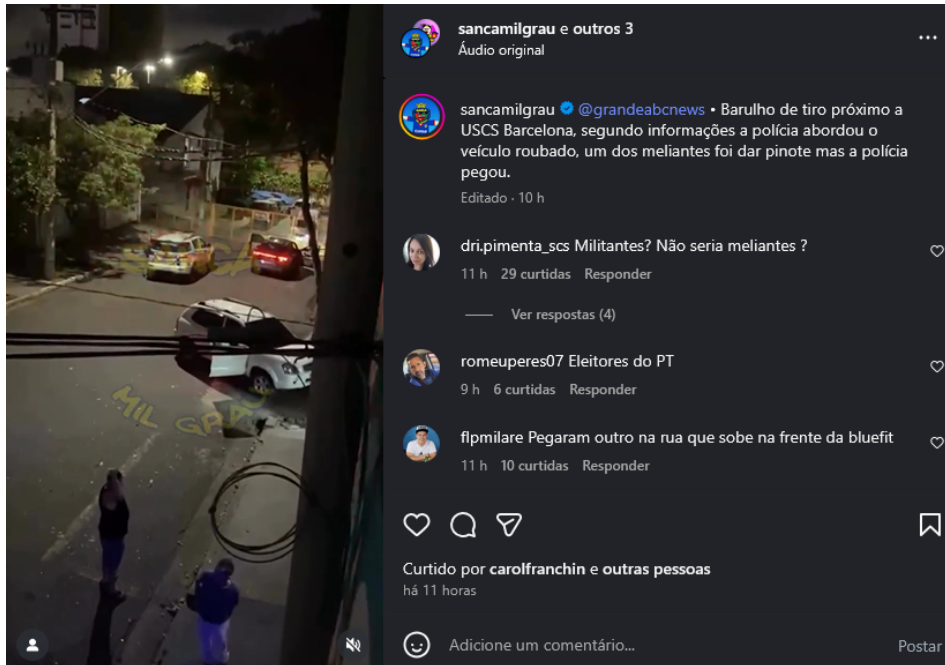 sancamilgrau e outros 3
Áudio original
sancamilgrau @grandeabcnews • Barulho de tiro próximo a
USCS Barcelona, segundo informações a polícia abordou o
veículo roubado, um dos meliantes foi dar pinote mas a polícia
pegou.
Editado · 10 h
dri.pimenta_scs Militantes? Não seria meliantes ?
11 h 29 curtidas Responder
Ver respostas (4)
romeuperes07 Eleitores do PT
9 h 6 curtidas Responder
flpmilare Pegaram outro na rua que sobe na frente da bluefit
11 h 10 curtidas Responder
Curtido por carolfranchin e outras pessoas
há 11 horas
Adicione um comentário...
Postar
MIL GRAU